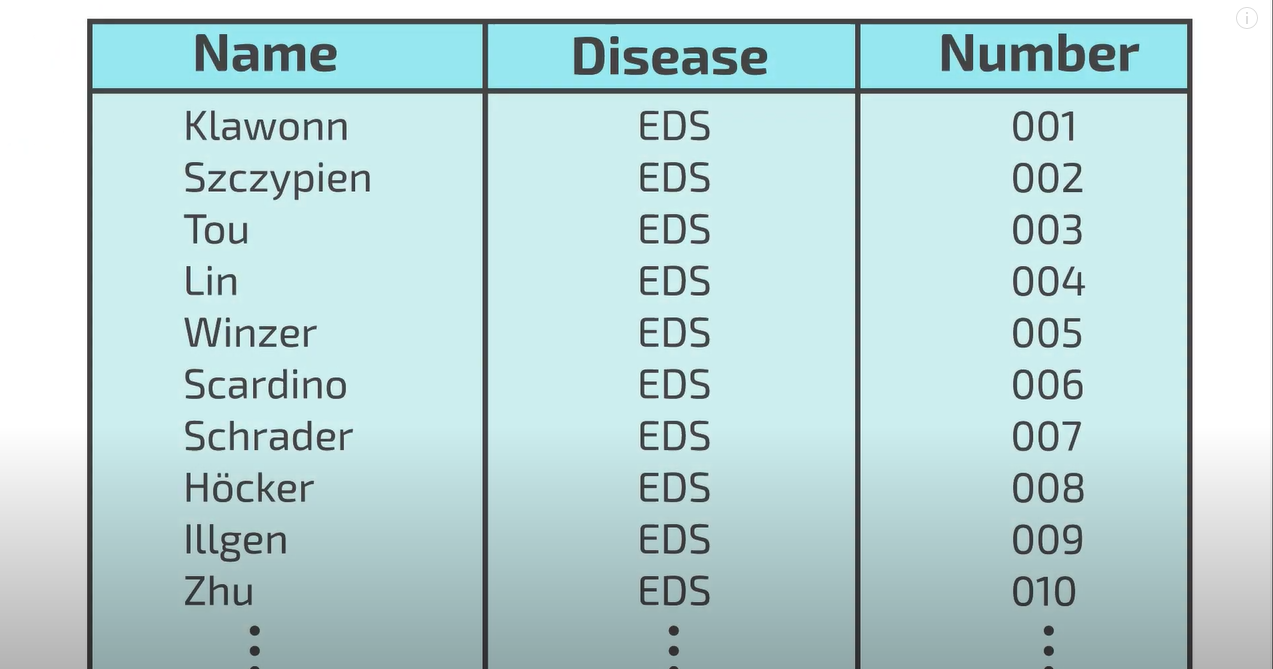 Name Disease Number
Klawonn EDS 001
Szczypien EDS 002
Tou EDS 003
Lin EDS 004
Winzer EDS 005
Scardino EDS 006
Schrader EDS 007
Höcker EDS 008
Illgen EDS 009
Zhu EDS 010